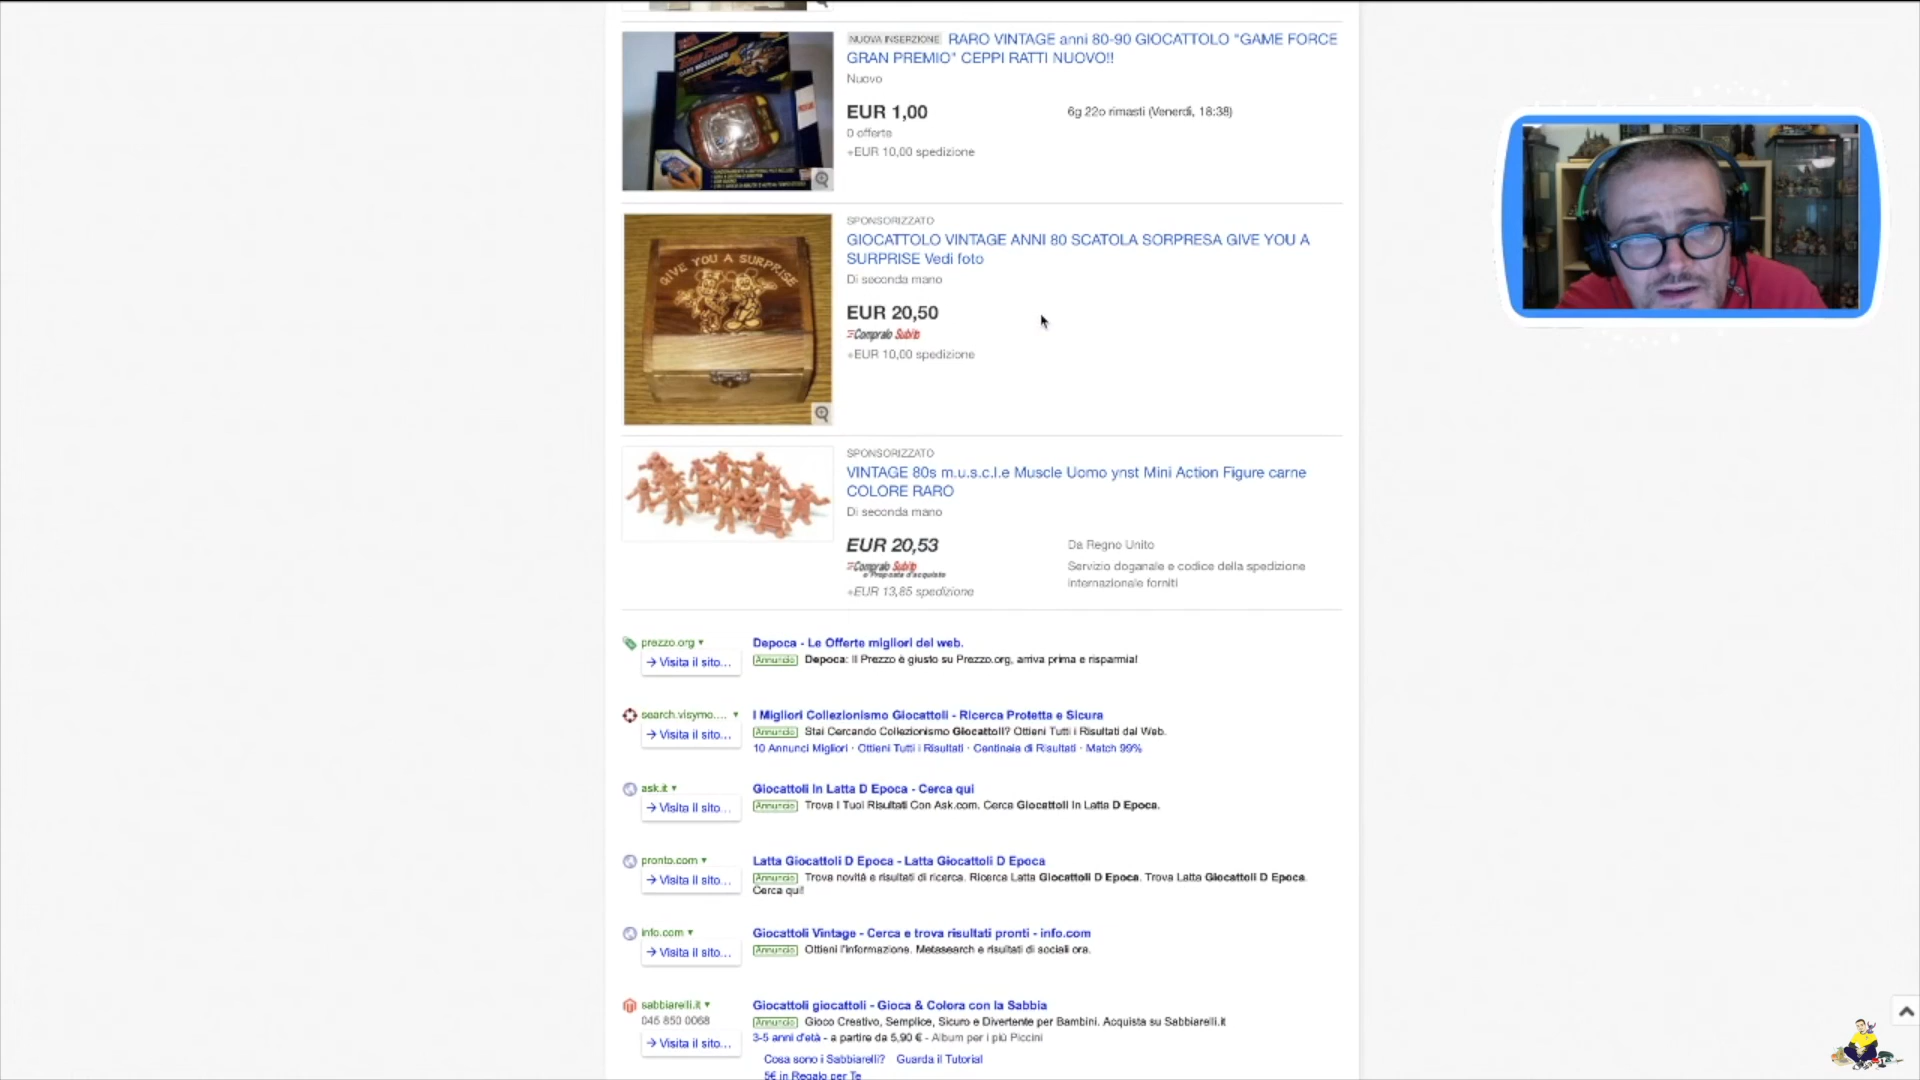 NUOVA INSERZIONE RARO VINTAGE anni 80-90 GIOCATTOLO "GAME FORCE
GRAN PREMIO" CEPPI RATTI NUOVO!!
Nuovo
EUR 1,00
6g 22o rimasti (Venerdì, 18:38)
0 offerte
+EUR 10,00 spedizione
GIVE YOU A SURPRISE
SPONSORIZZATO
GIOCATTOLO VINTAGE ANNI 80 SCATOLA SORPRESA GIVE YOU A
SURPRISE Vedi foto
Di seconda mano
EUR 20,50
Compralo Subito
+EUR 10,00 spedizione
SPONSORIZZATO
VINTAGE 80s m.u.s.c.l.e Muscle Uomo ynst Mini Action Figure carne
COLORE RARO
Di seconda mano
EUR 20,53
Da Regno Unito
Compralo Subito
o Proposta d'acquisto
Servizio doganale e codice della spedizione
internazionale forniti
+EUR 13,85 spedizione
prezzo.org
→ Visita il sito...
Depoca - Le Offerte migliori del web.
Annuncio Depoca: Il Prezzo è giusto su Prezzo.org, arriva prima e risparmia!
search.visymo....
→ Visita il sito...
I Migliori Collezionismo Giocattoli - Ricerca Protetta e Sicura
Annuncio Stai Cercando Collezionismo Giocattoli? Ottieni Tutti i Risultati dal Web.
10 Annunci Migliori · Ottieni Tutti i Risultati · Centinaia di Risultati · Match 99%
ask.it
→ Visita il sito...
Giocattoli In Latta D Epoca - Cerca qui
Annuncio Trova I Tuoi Risultati Con Ask.com. Cerca Giocattoli In Latta D Epoca.
pronto.com
→ Visita il sito...
Latta Giocattoli D Epoca - Latta Giocattoli D Epoca
Annuncio Trova novità e risultati di ricerca. Ricerca Latta Giocattoli D Epoca. Trova Latta Giocattoli D Epoca.
Cerca qui!
info.com
→ Visita il sito...
Giocattoli Vintage - Cerca e trova risultati pronti - info.com
Annuncio Ottieni l'informazione. Metasearch e risultati di sociali ora.
sabbiarelli.it
045 850 0068
→ Visita il sito...
Giocattoli giocattoli - Gioca & Colora con la Sabbia
Annuncio Gioco Creativo, Semplice, Sicuro e Divertente per Bambini. Acquista su Sabbiarelli.it
3-5 anni d'età - a partire da 5,90 € - Album per i più Piccini
Cosa sono i Sabbiarelli? Guarda il Tutorial
5€ in Regalo per Te